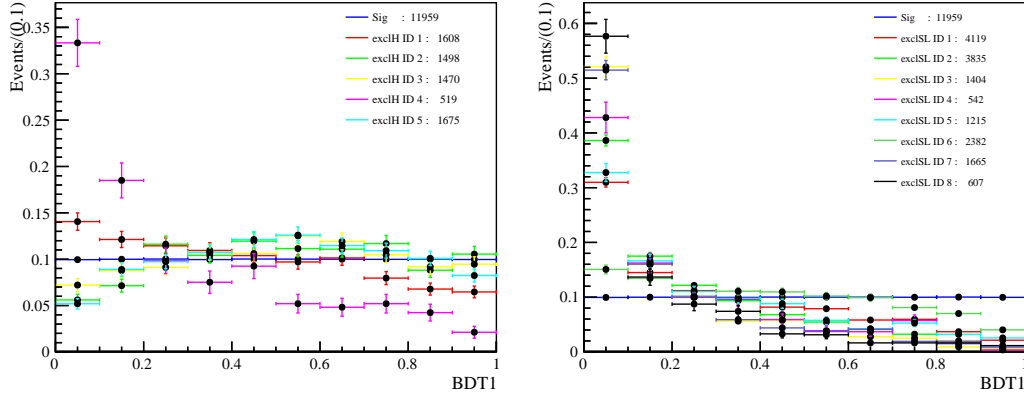 Events/(0.1)
0.35
0.3
0.25
0.2
0.15
0.1
0.05
0
Sig : 11959
exclH ID 1 : 1608
exclH ID 2 : 1498
exclH ID 3 : 1470
exclH ID 4 : 519
exclH ID 5 : 1675
0 0.2 0.4 0.6 0.8 1
BDT1
Events/(0.1)
0.6
0.5
0.4
0.3
0.2
0.1
0
Sig : 11959
exclSL ID 1 : 4119
exclSL ID 2 : 3835
exclSL ID 3 : 1404
exclSL ID 4 : 542
exclSL ID 5 : 1215
exclSL ID 6 : 2382
exclSL ID 7 : 1665
exclSL ID 8 : 607
0 0.2 0.4 0.6 0.8 1
BDT1